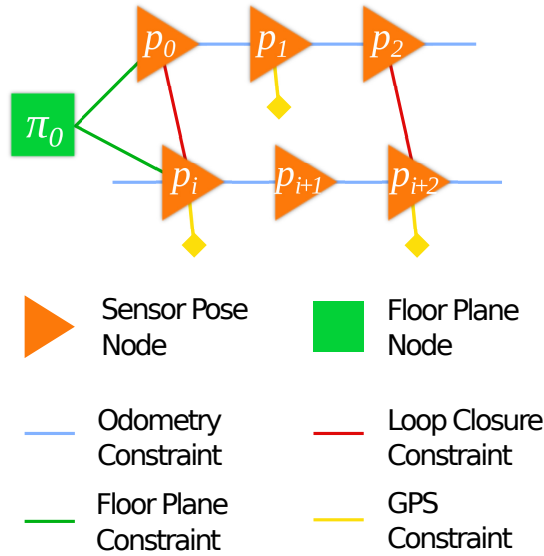 p₀ p₁ p₂
π₀
pᵢ pᵢ₊₁ pᵢ₊₂
Sensor Pose
Node
Floor Plane
Node
Odometry
Constraint
Loop Closure
Constraint
Floor Plane
Constraint
GPS
Constraint